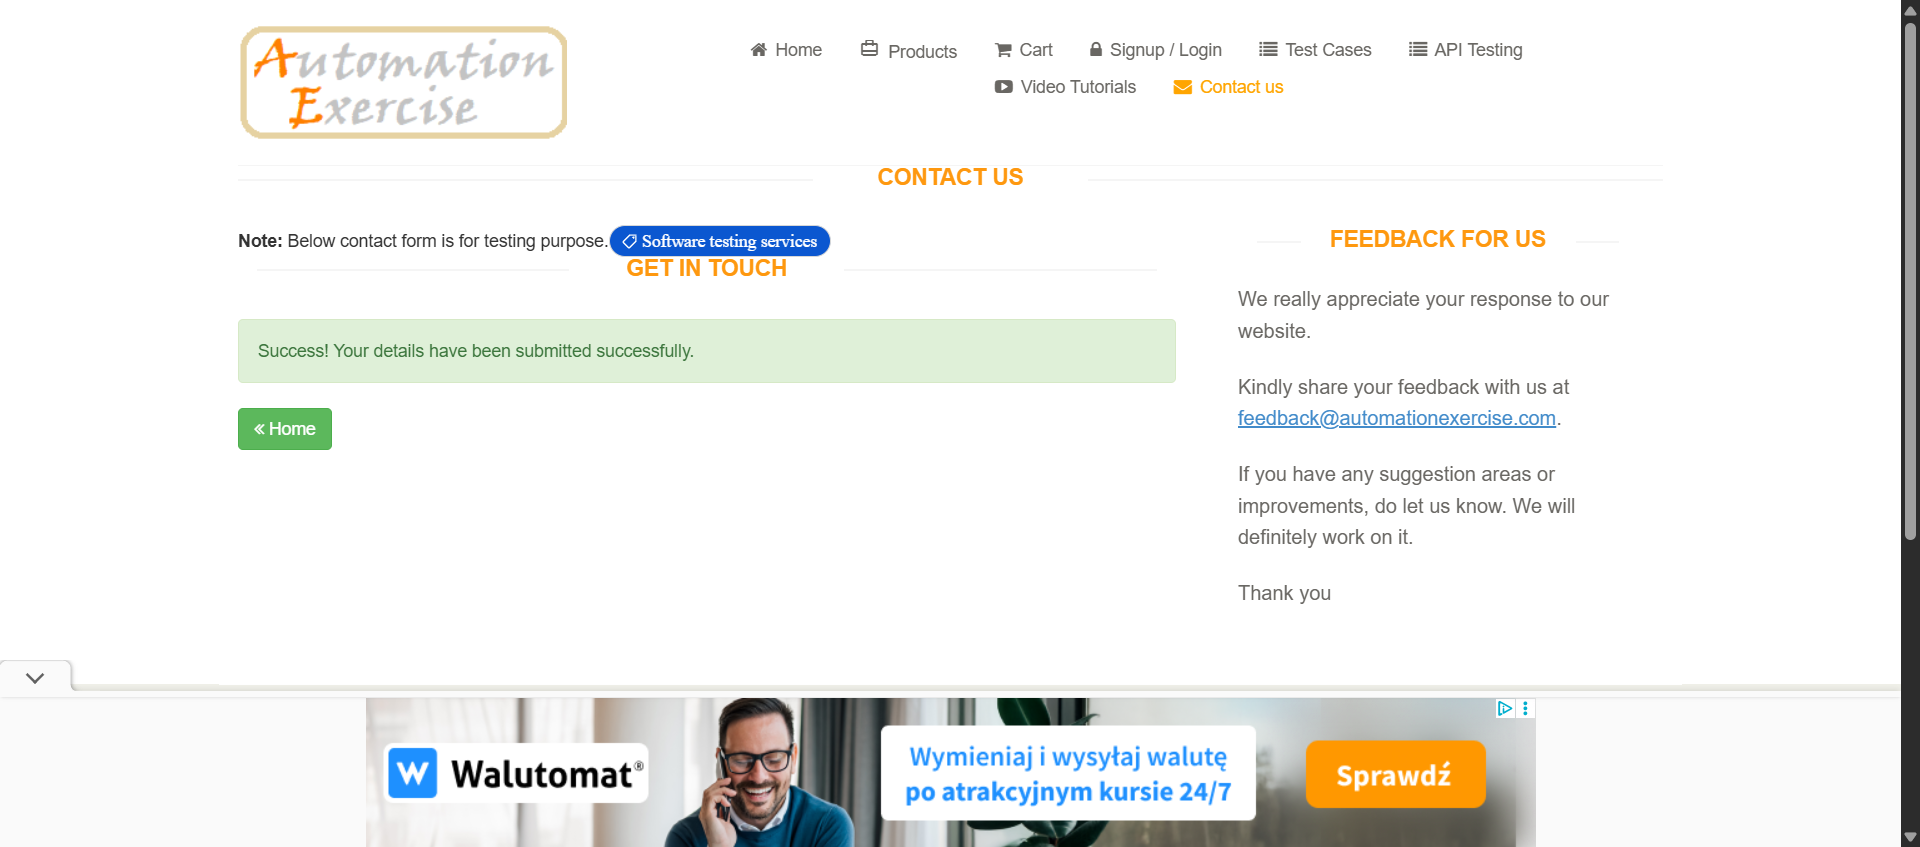 Automation
Exercise
Home
Products
Cart
Signup / Login
Test Cases
API Testing
Video Tutorials
Contact us
CONTACT US
Note: Below contact form is for testing purpose.
Software testing services
GET IN TOUCH
Success! Your details have been submitted successfully.
« Home
FEEDBACK FOR US
We really appreciate your response to our
website.
Kindly share your feedback with us at
feedback@automationexercise.com.
If you have any suggestion areas or
improvements, do let us know. We will
definitely work on it.
Thank you
W Walutomat®
Wymieniaj i wysyłaj walutę
po atrakcyjnym kursie 24/7
Sprawdź